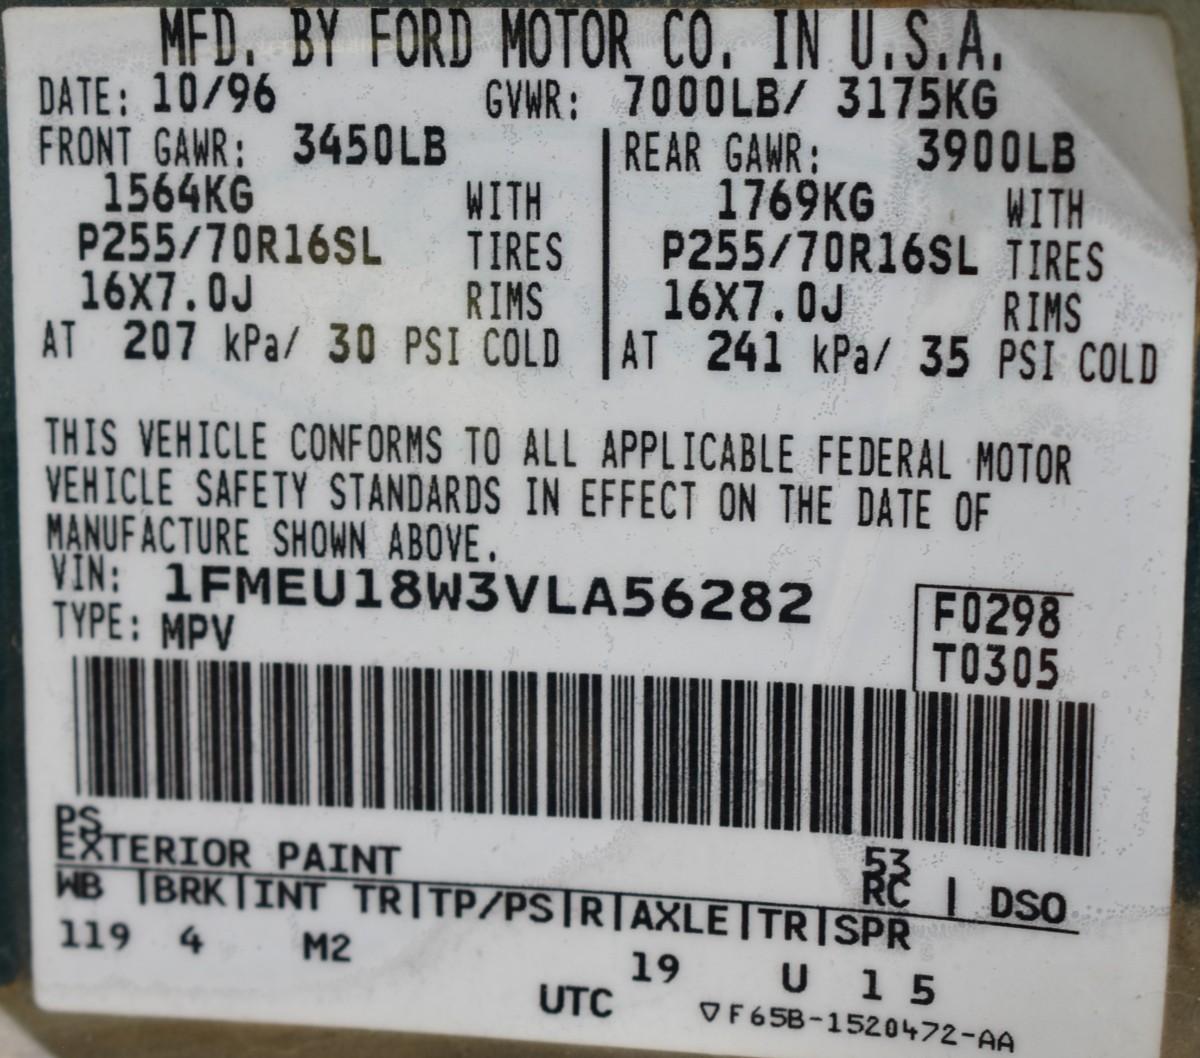 MFD. BY FORD MOTOR CO. IN U.S.A.
DATE: 10/96 GVWR: 7000LB/ 3175KG
FRONT GAWR: 3450LB
1564KG WITH
P255/70R16SL TIRES
16X7.0J RIMS
AT 207 kPa/ 30 PSI COLD
REAR GAWR: 3900LB
1769KG WITH
P255/70R16SL TIRES
16X7.0J RIMS
AT 241 kPa/ 35 PSI COLD
THIS VEHICLE CONFORMS TO ALL APPLICABLE FEDERAL MOTOR
VEHICLE SAFETY STANDARDS IN EFFECT ON THE DATE OF
MANUFACTURE SHOWN ABOVE.
VIN: 1FMEU18W3VLA56282
TYPE: MPV
F0298
T0305
PS
EXTERIOR PAINT 53
RC | DSO
WB |BRK|INT TR|TP/PS|R|AXLE|TR|SPR
119 4 M2 19 U 1 5
UTC ▽F65B-1520472-AA